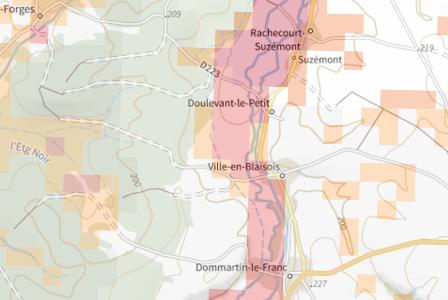 -Forges
.209
Rachecourt-
Suzémont
.219
Suzémont
D223
Doulevant-le-Petit
l'Étg Noir
Ville-en-Blaisois
200
200
Dommartin-le-Franc
.227